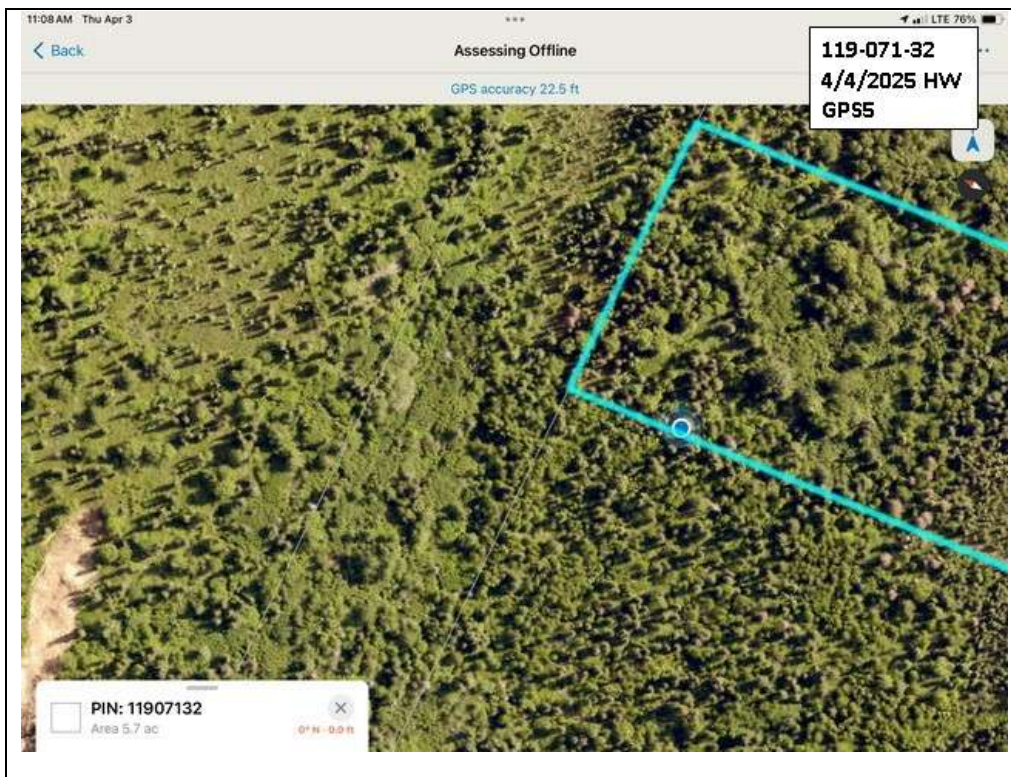 11:08 AM Thu Apr 3
LTE 76%
Back
Assessing Offline
GPS accuracy 22.5 ft
119-071-32
4/4/2025 HW
GPS5
PIN: 11907132
Area 5.7 ac
0° N · 0.0 ft